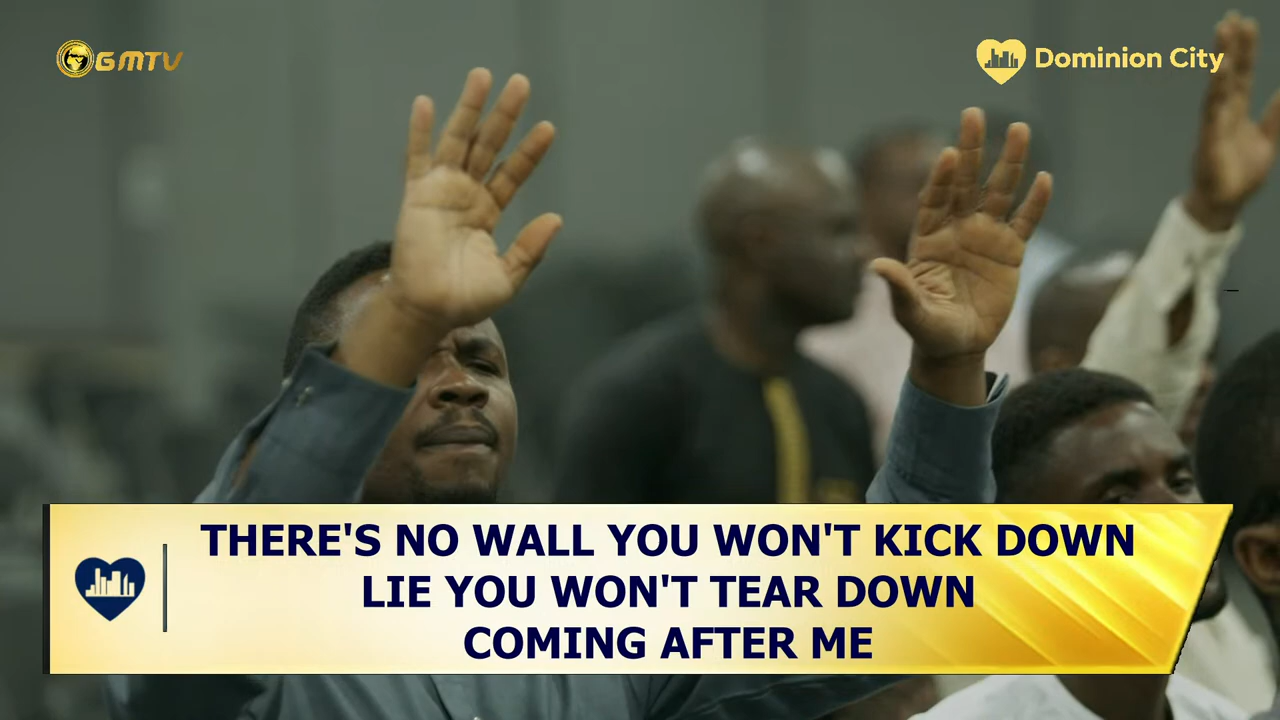 GMTV
Dominion City
THERE'S NO WALL YOU WON'T KICK DOWN
LIE YOU WON'T TEAR DOWN
COMING AFTER ME